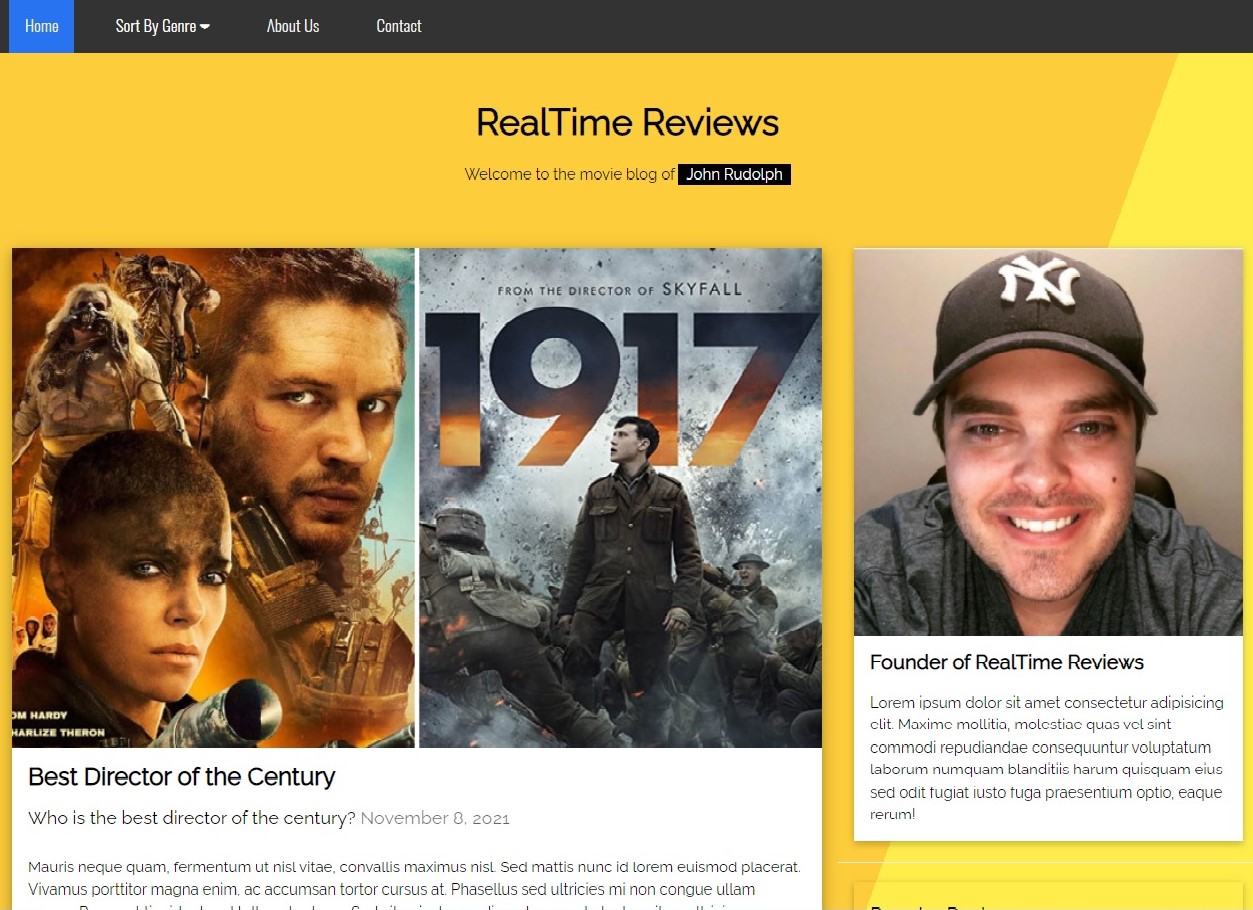 Home
Sort By Genre
About Us
Contact
RealTime Reviews
Welcome to the movie blog of John Rudolph
FROM THE DIRECTOR OF SKYFALL
1917
OM HARDY
HARLIZE THERON
NY
Best Director of the Century
Who is the best director of the century? November 8, 2021
Mauris neque quam, fermentum ut nisl vitae, convallis maximus nisl. Sed mattis nunc id lorem euismod placerat.
Vivamus porttitor magna enim, ac accumsan tortor cursus at. Phasellus sed ultricies mi non congue ullam
Founder of RealTime Reviews
Lorem ipsum dolor sit amet consectetur adipisicing
elit. Maxime mollitia, molestiae quas vel sint
commodi repudiandae consequuntur voluptatum
laborum numquam blanditiis harum quisquam eius
sed odit fugiat iusto fuga praesentium optio, eaque
rerum!